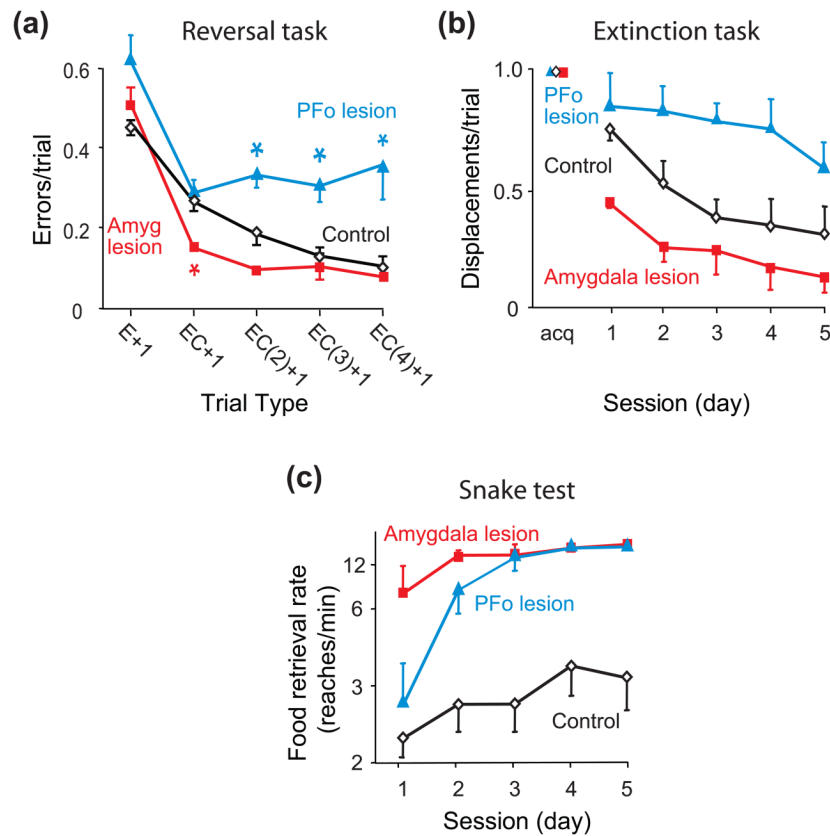 (a)
Reversal task
0.6
0.4
0.2
0
Errors/trial
PFo lesion
*
*
*
Amyg
lesion
*
Control
E+1
EC+1
EC(2)+1
EC(3)+1
EC(4)+1
Trial Type
(b)
Extinction task
1.0
0.5
0
Displacements/trial
PFo
lesion
Control
Amygdala lesion
acq
1
2
3
4
5
Session (day)
(c)
Snake test
12
6
3
2
Food retrieval rate
(reaches/min)
Amygdala lesion
PFo lesion
Control
1
2
3
4
5
Session (day)